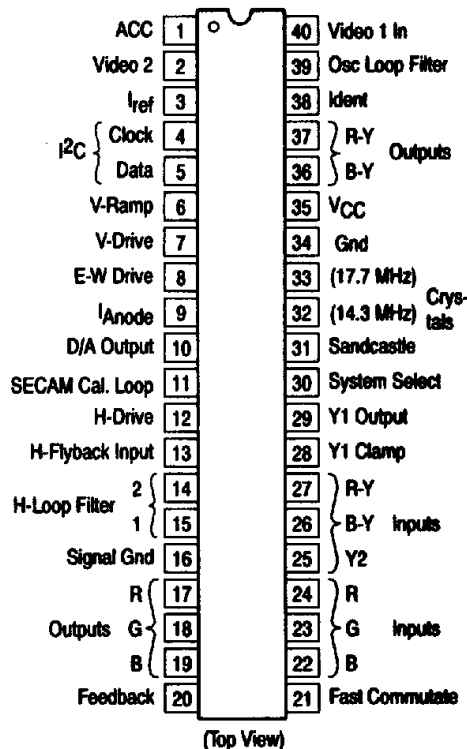 ACC 1 40 Video 1 In
Video 2 2 39 Osc Loop Filter
Iref 3 38 Ident
I2C Clock 4 37 R-Y Outputs
Data 5 36 B-Y
V-Ramp 6 35 VCC
V-Drive 7 34 Gnd
E-W Drive 8 33 (17.7 MHz) Crys-
IAnode 9 32 (14.3 MHz) tals
D/A Output 10 31 Sandcastle
SECAM Cal. Loop 11 30 System Select
H-Drive 12 29 Y1 Output
H-Flyback Input 13 28 Y1 Clamp
H-Loop Filter 2 14 27 R-Y
1 15 26 B-Y Inputs
Signal Gnd 16 25 Y2
R 17 24 R
Outputs G 18 23 G Inputs
B 19 22 B
Feedback 20 21 Fast Commutate
(Top View)